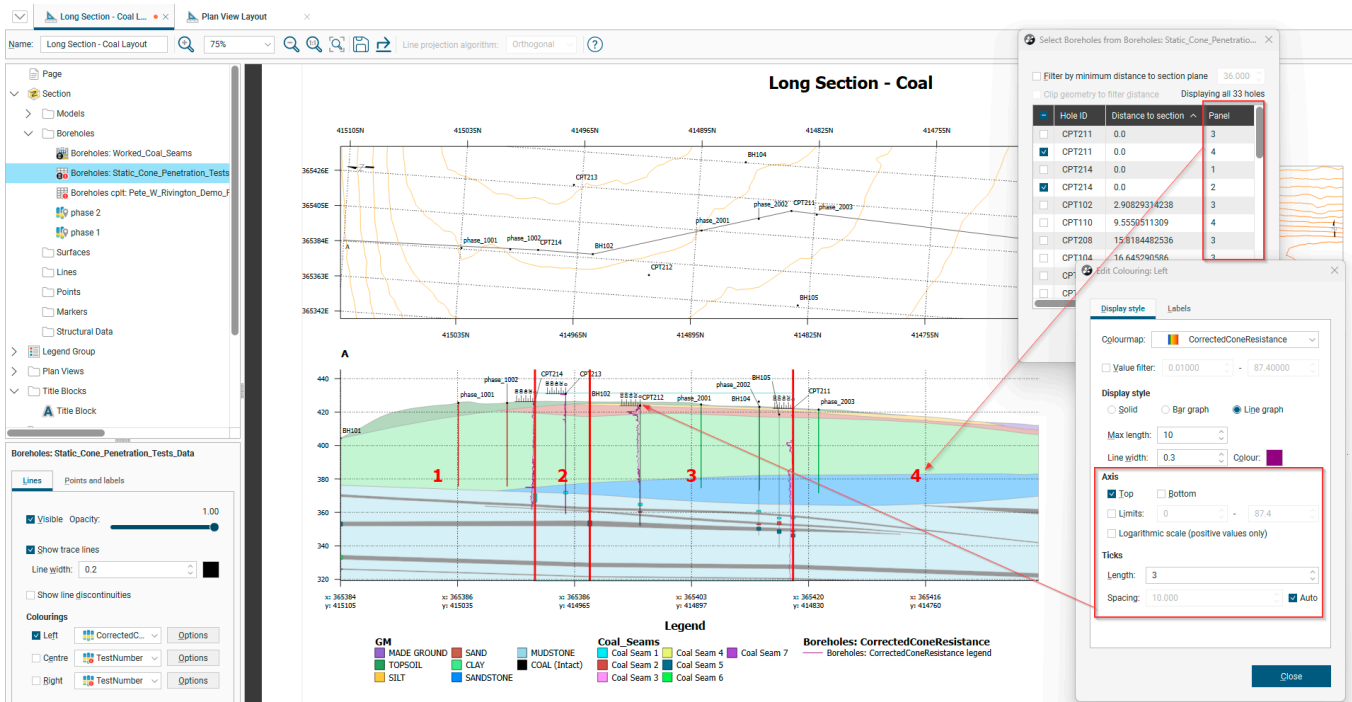 Long Section - Coal L...
Plan View Layout
Name: Long Section - Coal Layout
75%
Line projection algorithm: Orthogonal
Page
Section
Models
Boreholes
Boreholes: Worked_Coal_Seams
Boreholes: Static_Cone_Penetration_Tests
Boreholes cpit: Pete_W_Rivington_Demo_F
phase 2
phase 1
Surfaces
Lines
Points
Markers
Structural Data
Legend Group
Plan Views
Title Blocks
Title Block
Boreholes: Static_Cone_Penetration_Tests_Data
Lines Points and labels
Visible Opacity: 1.00
Show trace lines
Line width: 0.2
Show line discontinuities
Colourings
Left CorrectedC... Options
Centre TestNumber Options
Right TestNumber Options
Long Section - Coal
415105N 415035N 414965N 414895N 414825N 414755N
365426E
365405E
365384E
365363E
365342E
BH104
CPT213
phase_2002 CPT211 phase_2003
phase_2001
phase_1001 phase_1002 CPT214 BH102
A
CPT212
BH105
415035N 414965N 414895N 414825N 414755N
A
440
420
400
380
360
340
320
BH101
phase_1001
phase_1002
CPT214
CPT213
BH102
CPT212
phase_2001
phase_2002
BH104
BH105
CPT211
phase_2003
1 2 3 4
x: 365384 x: 365386 x: 365386 x: 365403 x: 365420 x: 365416
y: 415105 y: 415035 y: 414965 y: 414897 y: 414830 y: 414760
Legend
GM
MADE GROUND SAND MUDSTONE
TOPSOIL CLAY COAL (Intact)
SILT SANDSTONE
Coal_Seams
Coal Seam 1 Coal Seam 4 Coal Seam 7
Coal Seam 2 Coal Seam 5
Coal Seam 3 Coal Seam 6
Boreholes: CorrectedConeResistance
Boreholes: CorrectedConeResistance legend
Select Boreholes from Boreholes: Static_Cone_Penetratio...
Filter by minimum distance to section plane 36.000
Clip geometry to filter distance Displaying all 33 holes
Hole ID Distance to section Panel
CPT211 0.0 3
CPT211 0.0 4
CPT214 0.0 1
CPT214 0.0 2
CPT102 2.90829314238 3
CPT110 9.5550511309 4
CPT208 15.8184482536 3
CPT104 16.645290586 3
CPT
CPT
Edit Colouring: Left
Display style Labels
Colourmap: CorrectedConeResistance
Value filter: 0.01000 - 87.40000
Display style
Solid Bar graph Line graph
Max length: 10
Line width: 0.3 Colour:
Axis
Top Bottom
Limits: 0 - 87.4
Logarithmic scale (positive values only)
Ticks
Length: 3
Spacing: 10.000 Auto
Close